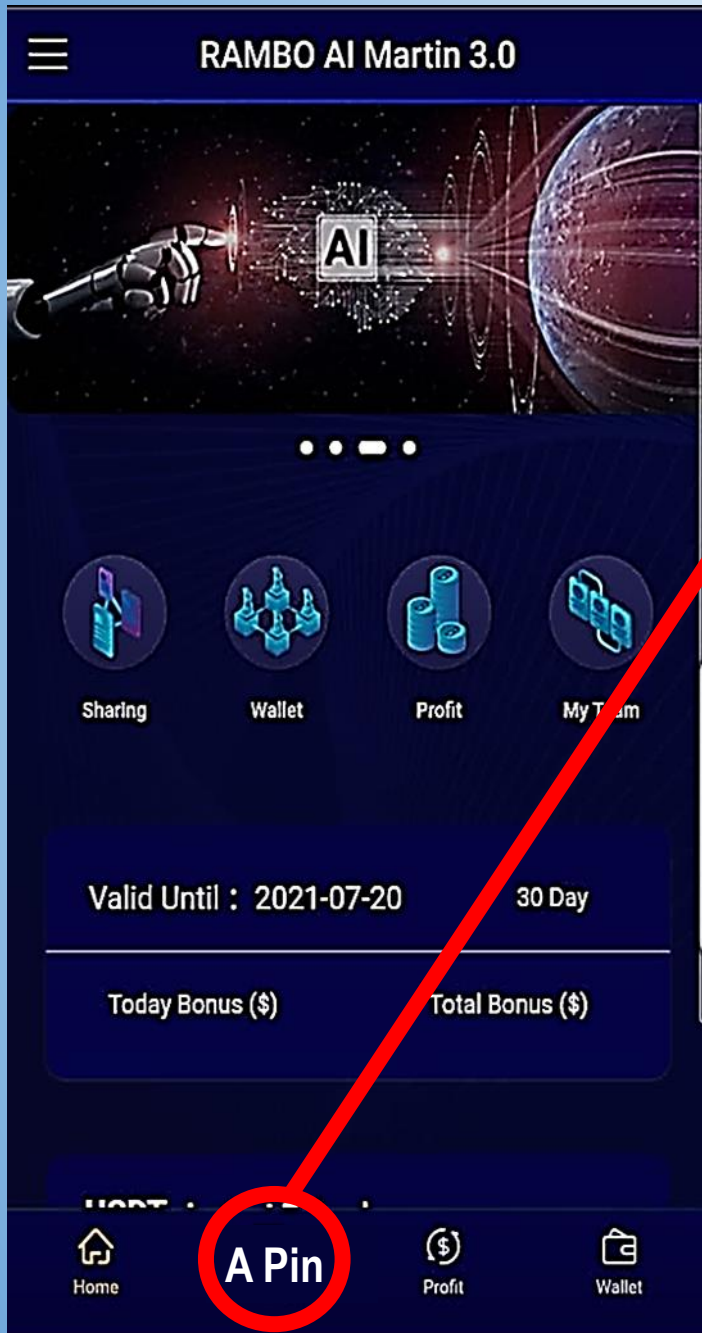 RAMBO AI Martin 3.0
AI
Sharing Wallet Profit My Team
Valid Until : 2021-07-20 30 Day
Today Bonus ($) Total Bonus ($)
A Pin
Home Profit Wallet